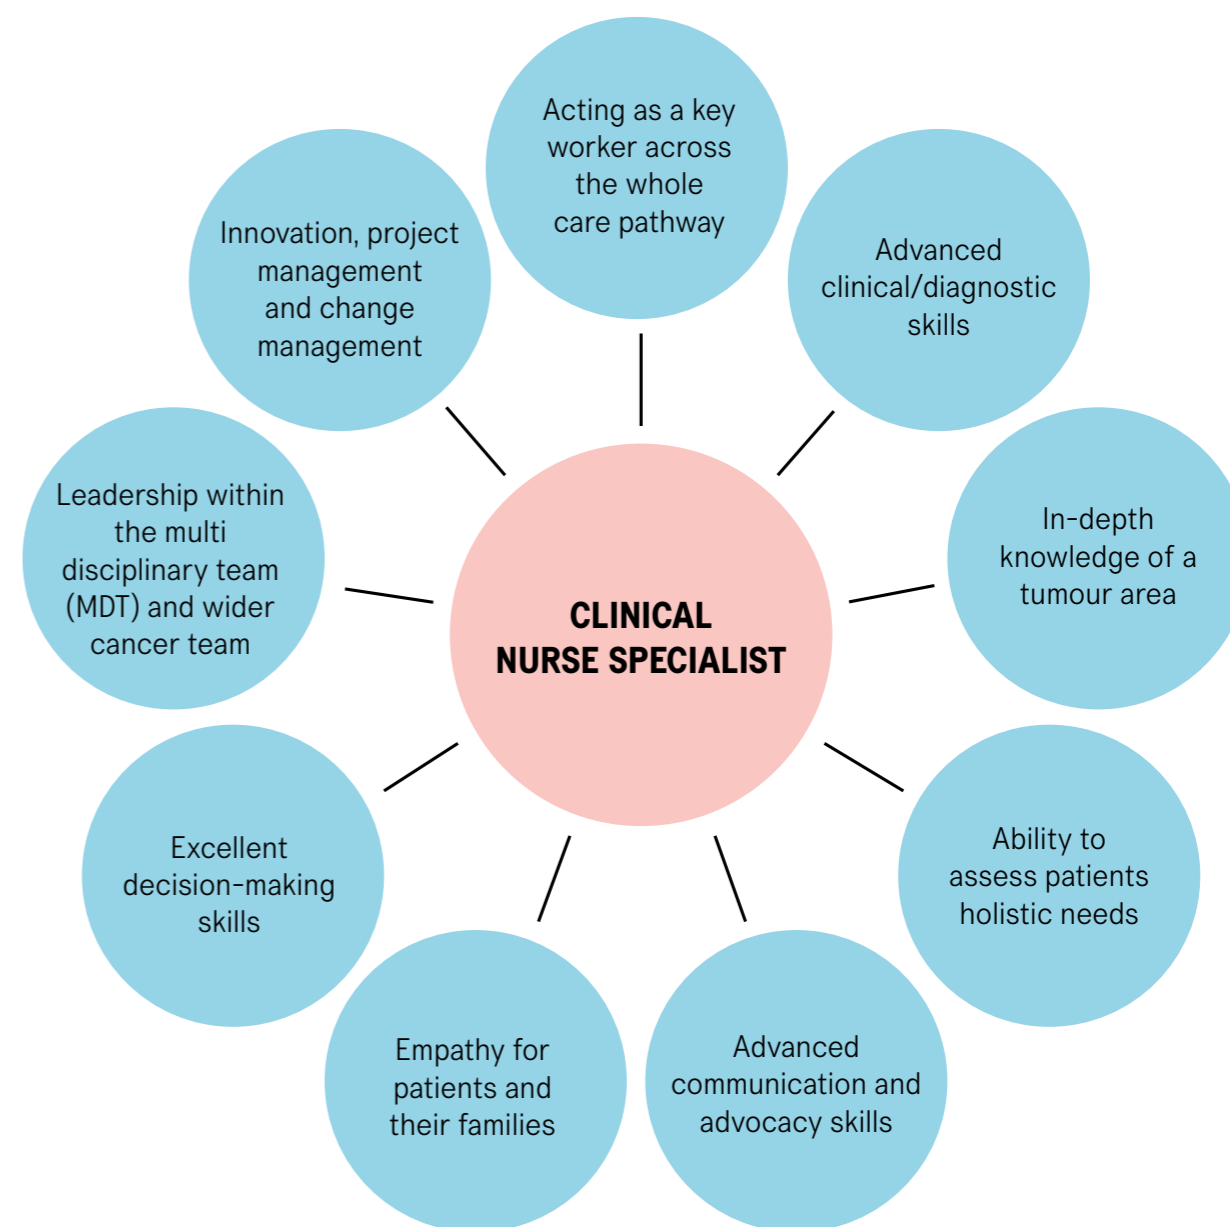 Acting as a key
worker across
the whole
care pathway
Advanced
clinical/diagnostic
skills
In-depth
knowledge of a
tumour area
Ability to
assess patients
holistic needs
Advanced
communication and
advocacy skills
Empathy for
patients and
their families
Excellent
decision-making
skills
Leadership within
the multi
disciplinary team
(MDT) and wider
cancer team
Innovation, project
management
and change
management
CLINICAL
NURSE SPECIALIST